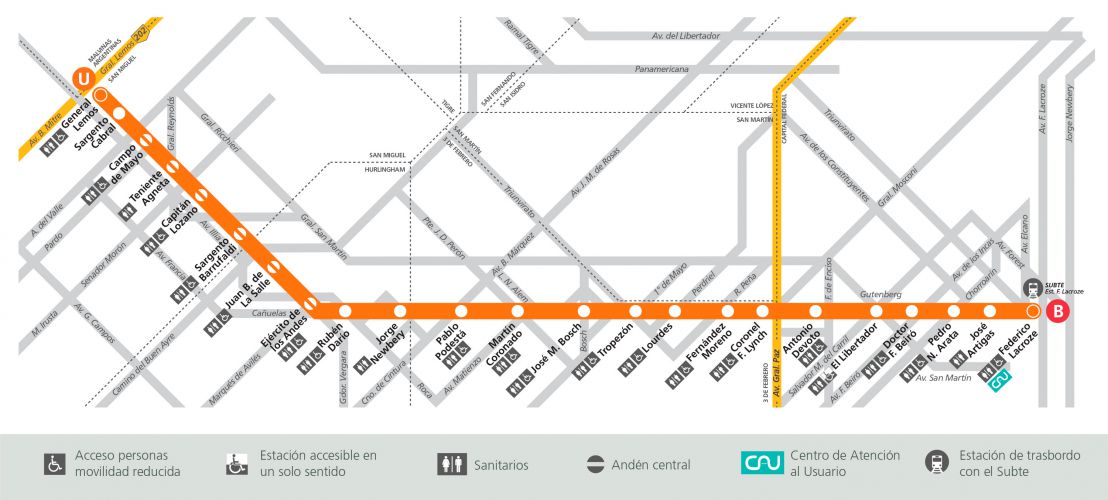 MALVINAS
ARGENTINAS
Gral. Lemos
202
SAN MIGUEL
U
Av. B. Mitre
General
Lemos
Sargento
Cabral
Campo
de Mayo
Teniente
Agneta
Capitán
Lozano
Sargento
Barrufaldi
Juan B. de
La Salle
Ejército de
los Andes
Rubén
Darío
Jorge
Newbery
Pablo
Podestá
Martín
Coronado
José M. Bosch
Tropezón
Lourdes
Fernández
Moreno
Coronel
F. Lynch
Antonio
Devoto
El Libertador
Doctor
F. Beiró
Pedro
N. Arata
José
Artigas
Federico
Lacroze
CAU
B
SUBTE
Est. F. Lacroze
Gral. Reynolds
Gral. Ricchieri
A. del Valle
Pardo
Senador Morón
Av. Illia
Av. Francia
M. Irusta
Av. G. Campos
Camino del Buen Ayre
Cañuelas
Marqués de Avilés
Gral. San Martín
SAN MIGUEL
HURLINGHAM
Gdor. Vergara
Cno. de Cintura
Roca
Av. Matienzo
Pte. J. D. Perón
L. N. Alem
Av. B. Márquez
Bosch
TIGRE
SAN FERNANDO
SAN ISIDRO
SAN MARTÍN
3 DE FEBRERO
Ramal Tigre
Panamericana
Av. del Libertador
Triunvirato
Av. J. M. de Rosas
1° de Mayo
Perdriel
R. Peña
VICENTE LÓPEZ
SAN MARTÍN
CAPITAL FEDERAL
3 DE FEBRERO
Av. Gral. Paz
Triunvirato
Av. de los Constituyentes
Gral. Mosconi
F. de Enciso
Salvador M. del Carril
Av. F. Beiró
Gutenberg
Av. San Martín
Chorroarín
Av. de los Incas
Av. Forest
Av. Elcano
Av. F. Lacroze
Jorge Newbery
Acceso personas
movilidad reducida
Estación accesible en
un solo sentido
Sanitarios
Andén central
CAU
Centro de Atención
al Usuario
Estación de trasbordo
con el Subte